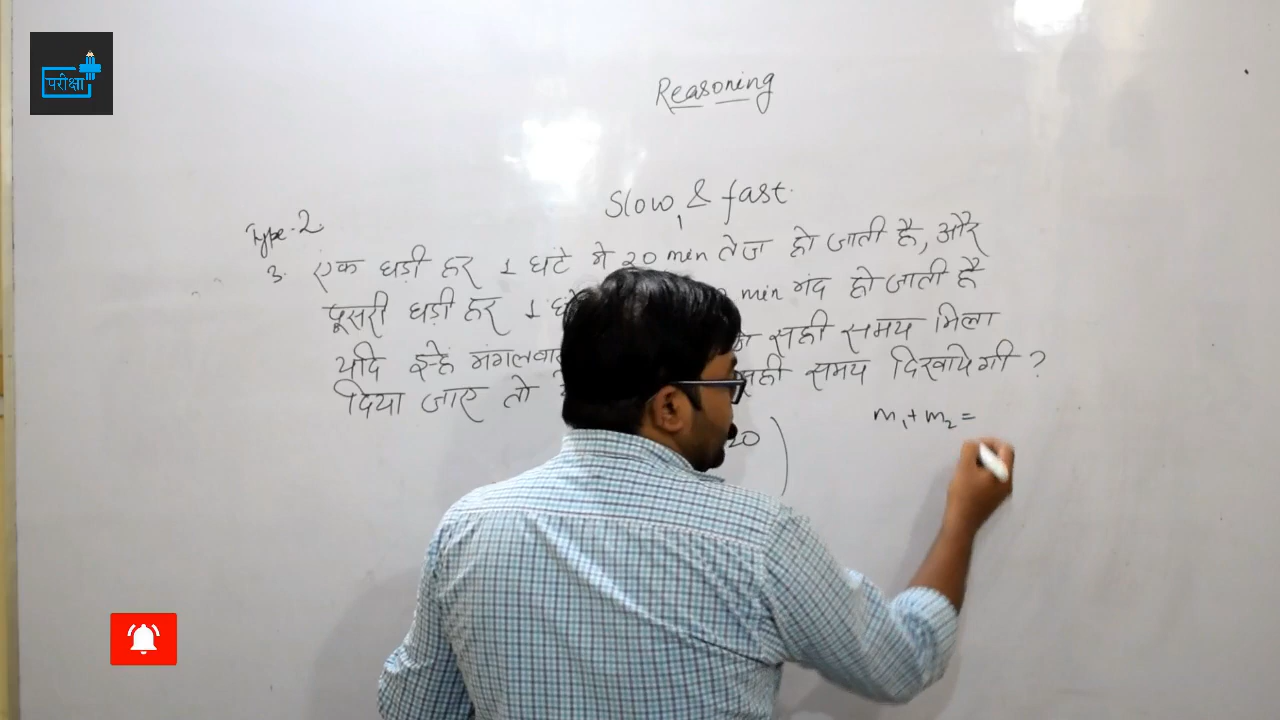 परीक्षा
Reasoning
Slow & fast.
Type-2
3. एक घड़ी हर 1 घंटे मे 20 min तेज हो जाती है, और
दूसरी घड़ी हर 1 min मंद हो जाती है
यदि इन्हे मंगलवार सही समय मिला
दिया जाए तो सही समय दिखायेगी ?
20 )
m₁+m₂ =